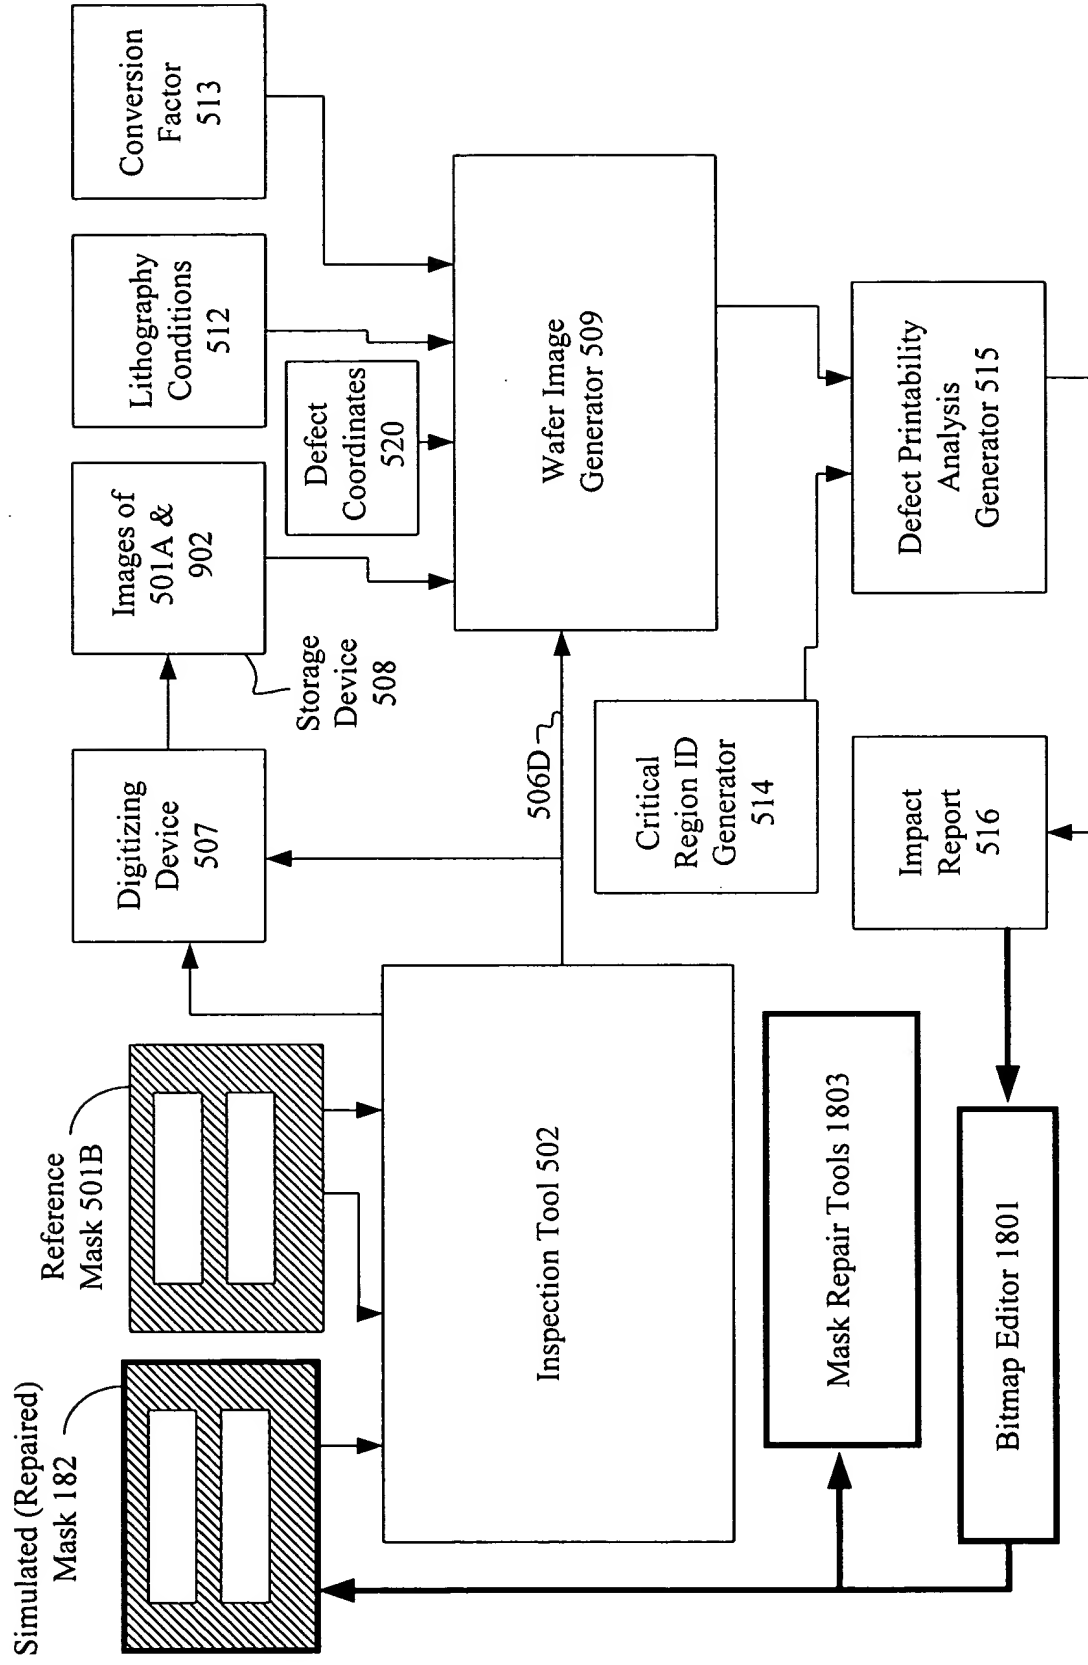 Simulated (Repaired)
Mask 182
Reference
Mask 501B
Digitizing
Device
507
Images of
501A &
902
Storage
Device
508
Lithography
Conditions
512
Conversion
Factor
513
Defect
Coordinates
520
Inspection Tool 502
506D
Wafer Image
Generator 509
Critical
Region ID
Generator
514
Mask Repair Tools 1803
Bitmap Editor 1801
Impact
Report
516
Defect Printability
Analysis
Generator 515